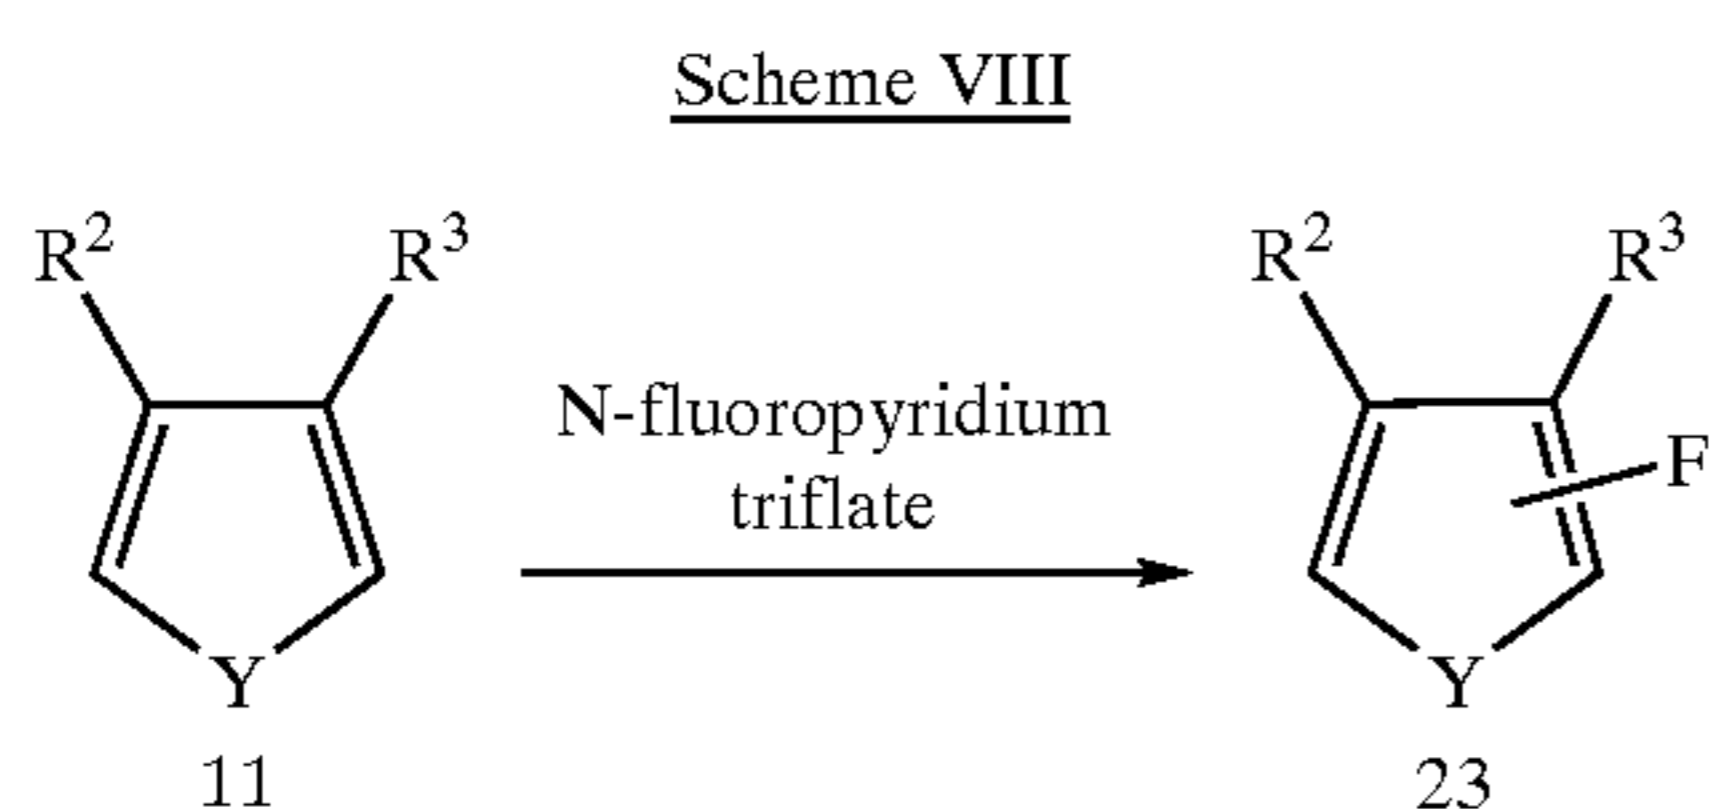 Scheme VIII
R² R³ R² R³
N-fluoropyridium F
triflate
Y Y
11 23